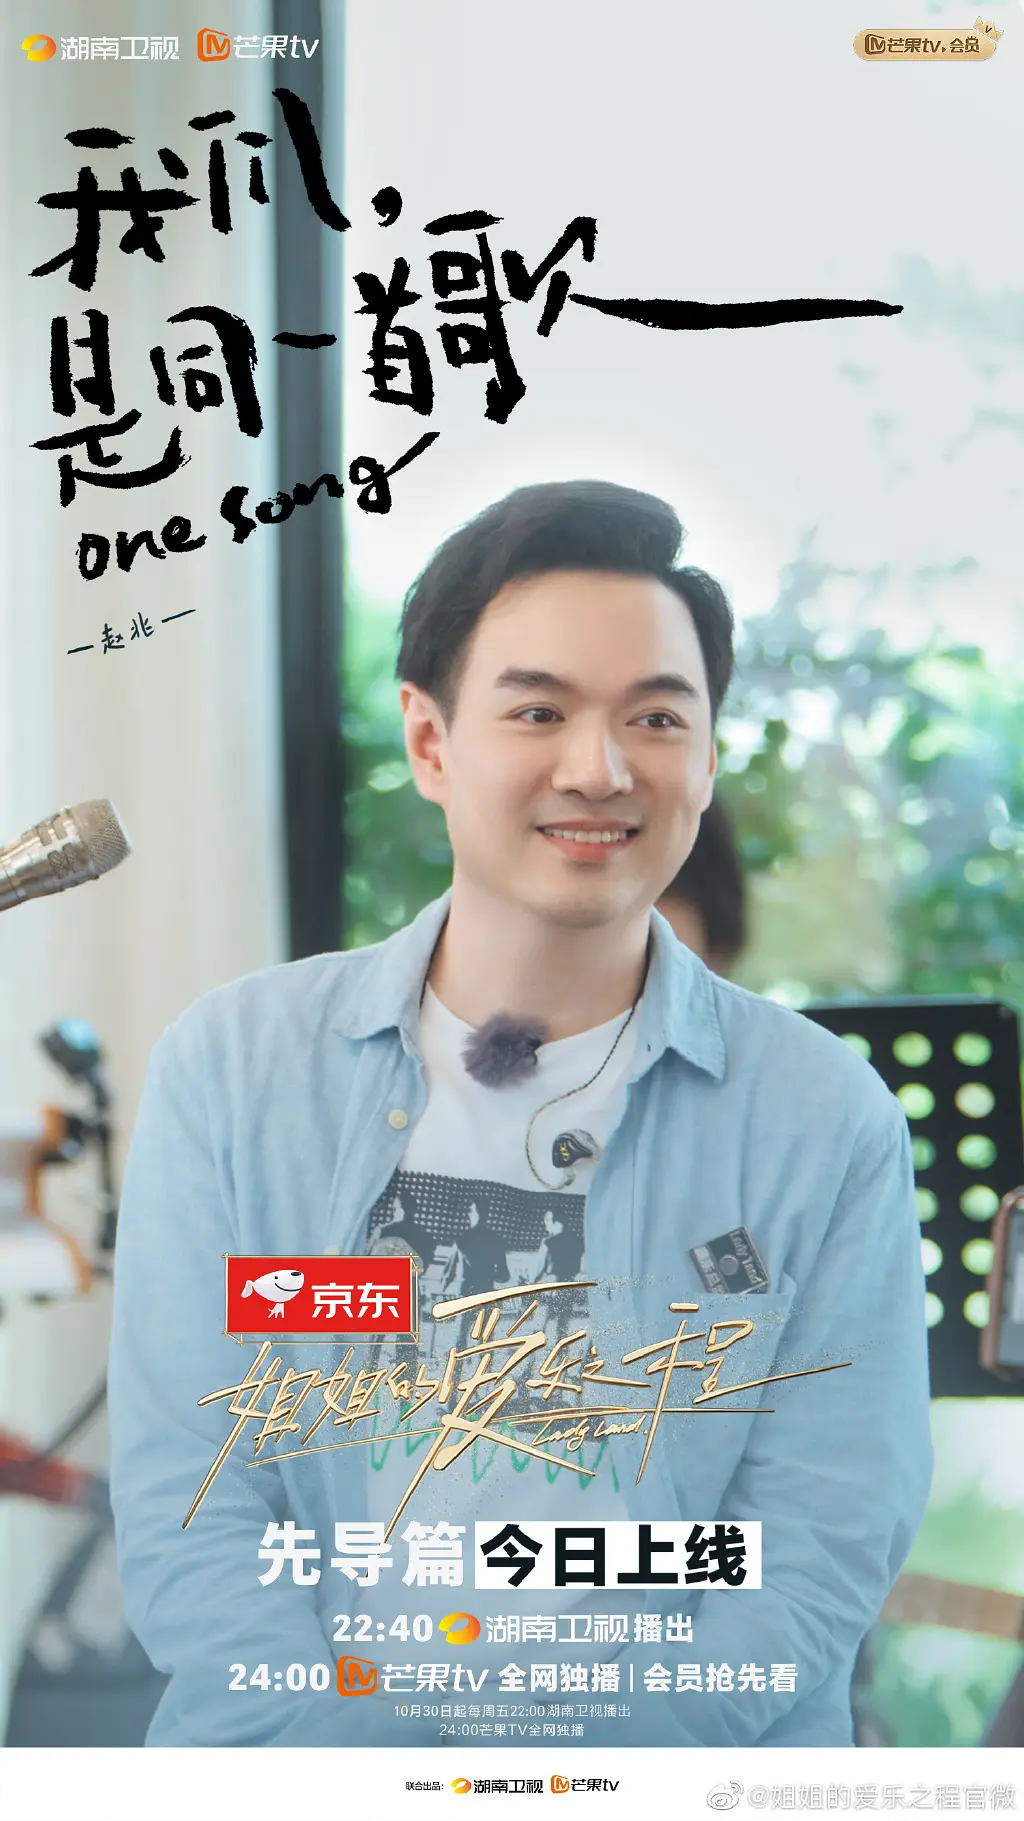 湖南卫视 芒果tv
芒果tv会员
我们,
是同一首歌
one song
—赵兆—
Lady Land
京东
姐姐的爱乐之程
Lady Land.
先导篇 今日上线
22:40 湖南卫视 播出
24:00 芒果tv 全网独播|会员抢先看
10月30日起每周五22:00湖南卫视播出
24:00芒果TV全网独播
联合出品: 湖南卫视 芒果tv
@姐姐的爱乐之程官微